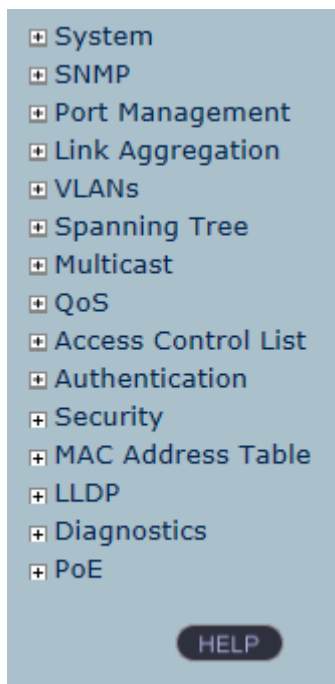 System
SNMP
Port Management
Link Aggregation
VLANs
Spanning Tree
Multicast
QoS
Access Control List
Authentication
Security
MAC Address Table
LLDP
Diagnostics
PoE
HELP